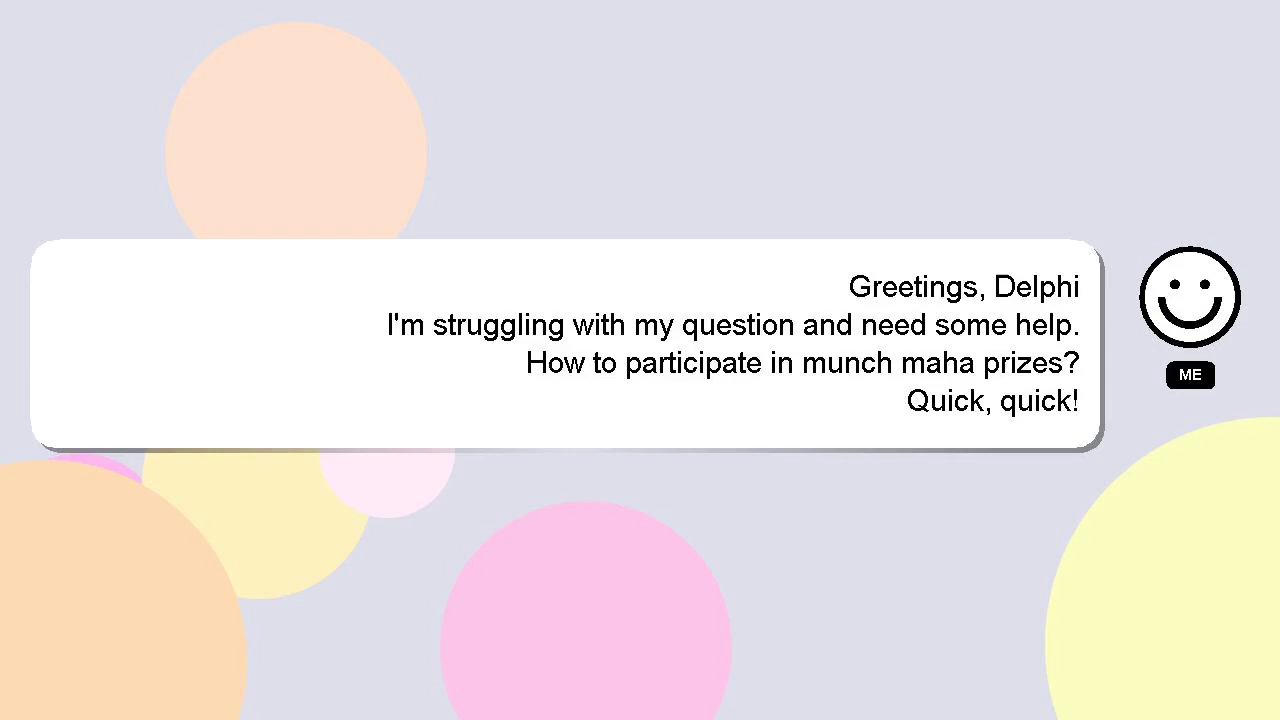 Greetings, Delphi
I'm struggling with my question and need some help.
How to participate in munch maha prizes?
Quick, quick!
ME